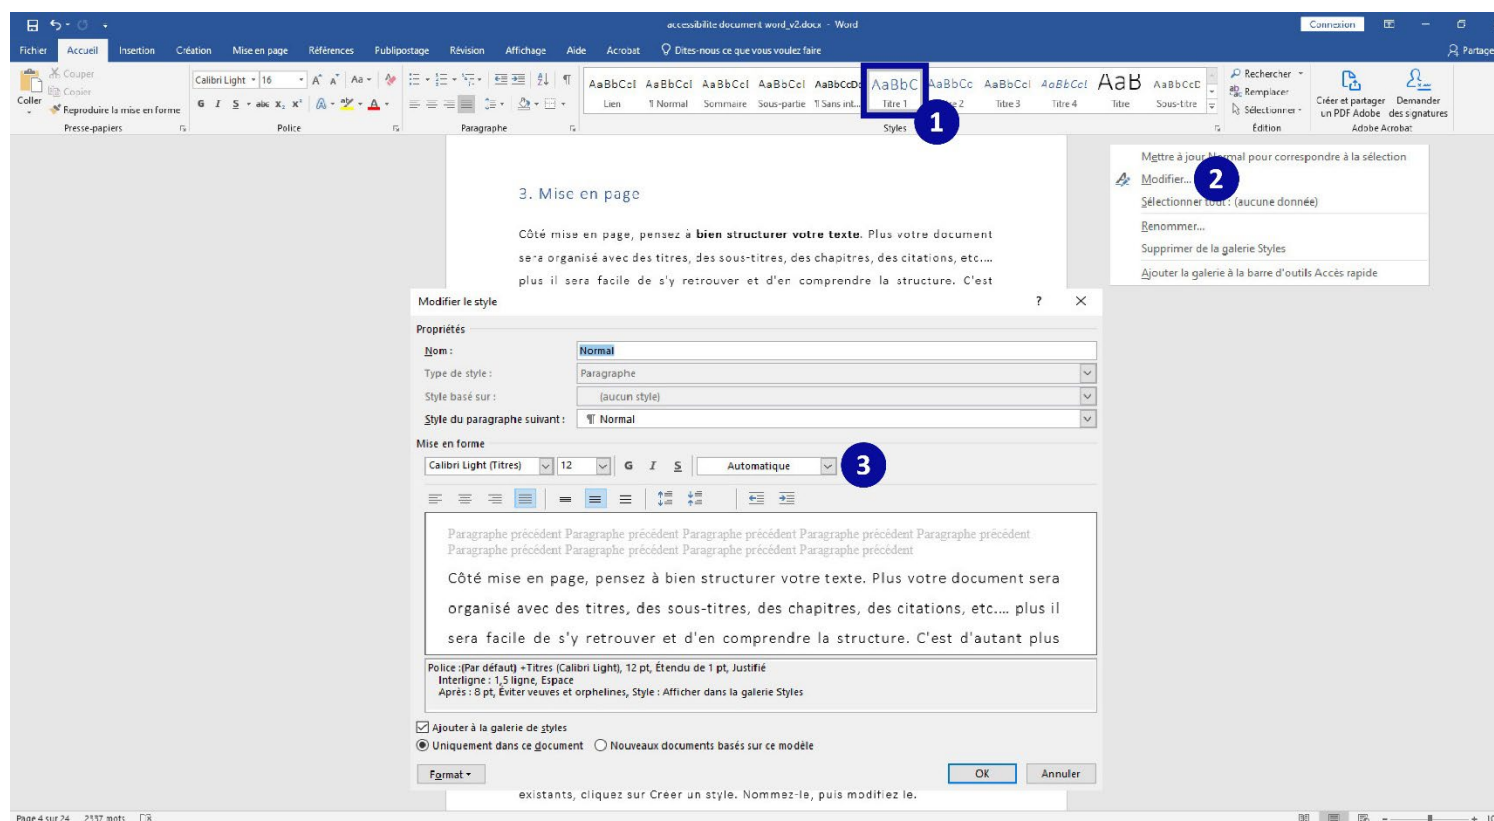 accessibilite document word_v2.docx - Word
Connexion
Fichier Accueil Insertion Création Mise en page Références Publipostage Révision Affichage Aide Acrobat Dites-nous ce que vous voulez faire Partage
Coller
Couper
Copier
Reproduire la mise en forme
Presse-papiers
Calibri Light 16
Aa
G I S abc X₂ X²
Police
Paragraphe
AaBbCcI AaBbCcI AaBbCcI AaBbCcI AaBbCcDc AaBbC AaBbCc AaBbCcI AaBbCcI AaB AaBbCcD
Lien ¶ Normal Sommaire Sous-partie ¶ Sans int... Titre 1 Titre 3 Titre 4 Titre Sous-titre
1
Styles
Rechercher
Remplacer
Sélectionner
Édition
Créer et partager un PDF Adobe
Demander des signatures
Adobe Acrobat
Mettre à jour Normal pour correspondre à la sélection
Modifier...
2
Sélectionner tout : (aucune donnée)
Renommer...
Supprimer de la galerie Styles
Ajouter la galerie à la barre d'outils Accès rapide
3. Mise en page
Côté mise en page, pensez à bien structurer votre texte. Plus votre document
sera organisé avec des titres, des sous-titres, des chapitres, des citations, etc....
plus il sera facile de s'y retrouver et d'en comprendre la structure. C'est
Modifier le style ? ×
Propriétés
Nom : Normal
Type de style : Paragraphe
Style basé sur : (aucun style)
Style du paragraphe suivant : ¶ Normal
Mise en forme
Calibri Light (Titres) 12 G I S Automatique
3
Paragraphe précédent Paragraphe précédent Paragraphe précédent Paragraphe précédent Paragraphe précédent
Paragraphe précédent Paragraphe précédent Paragraphe précédent Paragraphe précédent
Côté mise en page, pensez à bien structurer votre texte. Plus votre document sera
organisé avec des titres, des sous-titres, des chapitres, des citations, etc.... plus il
sera facile de s'y retrouver et d'en comprendre la structure. C'est d'autant plus
Police :(Par défaut) +Titres (Calibri Light), 12 pt, Étendu de 1 pt, Justifié
Interligne : 1,5 ligne, Espace
Après : 8 pt, Éviter veuves et orphelines, Style : Afficher dans la galerie Styles
Ajouter à la galerie de styles
Uniquement dans ce document Nouveaux documents basés sur ce modèle
Format OK Annuler
existants, cliquez sur Créer un style. Nommez-le, puis modifiez le.
Page 4 sur 24 2337 mots